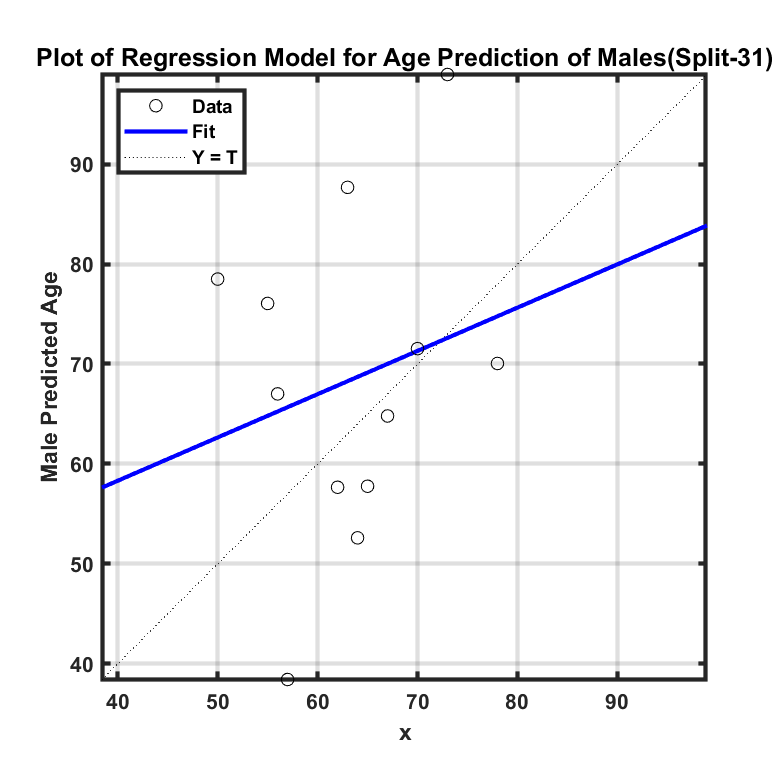 Plot of Regression Model for Age Prediction of Males(Split-31)
Data
Fit
Y = T
90
80
70
60
50
40
Male Predicted Age
40 50 60 70 80 90
x